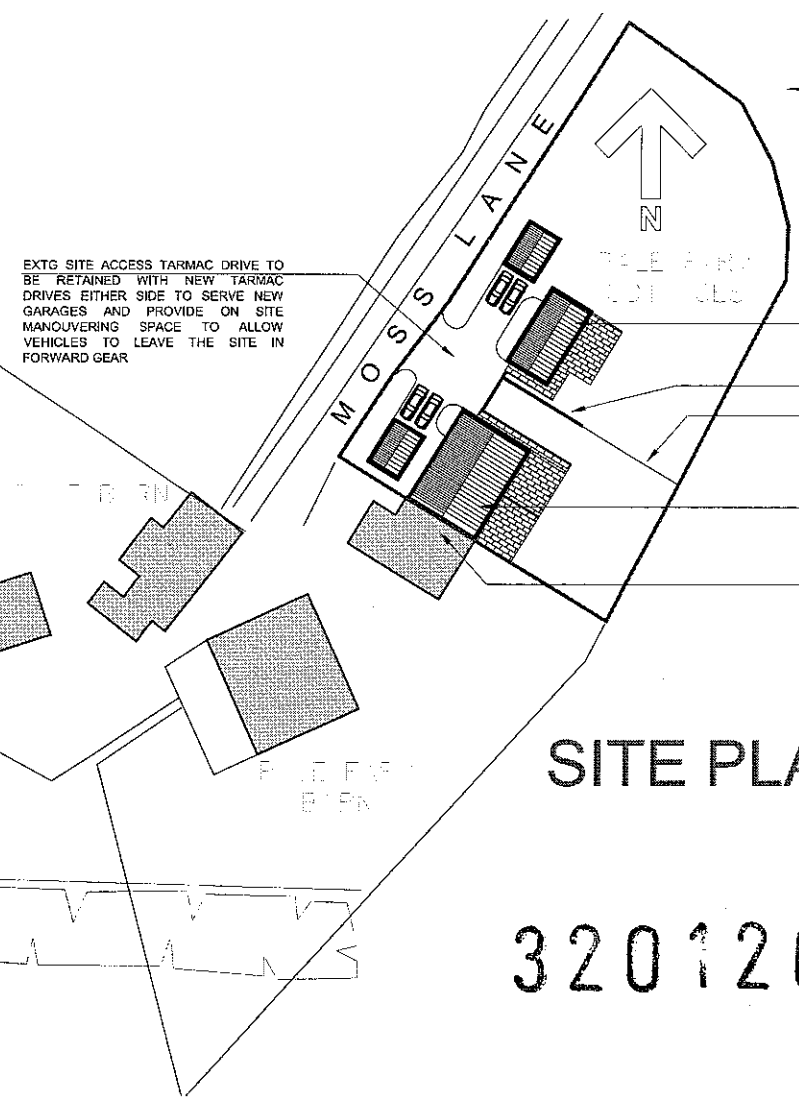 MOSS LANE
N
EXTG SITE ACCESS TARMAC DRIVE TO
BE RETAINED WITH NEW TARMAC
DRIVES EITHER SIDE TO SERVE NEW
GARAGES AND PROVIDE ON SITE
MANOUVERING SPACE TO ALLOW
VEHICLES TO LEAVE THE SITE IN
FORWARD GEAR
SITE PLA
320120